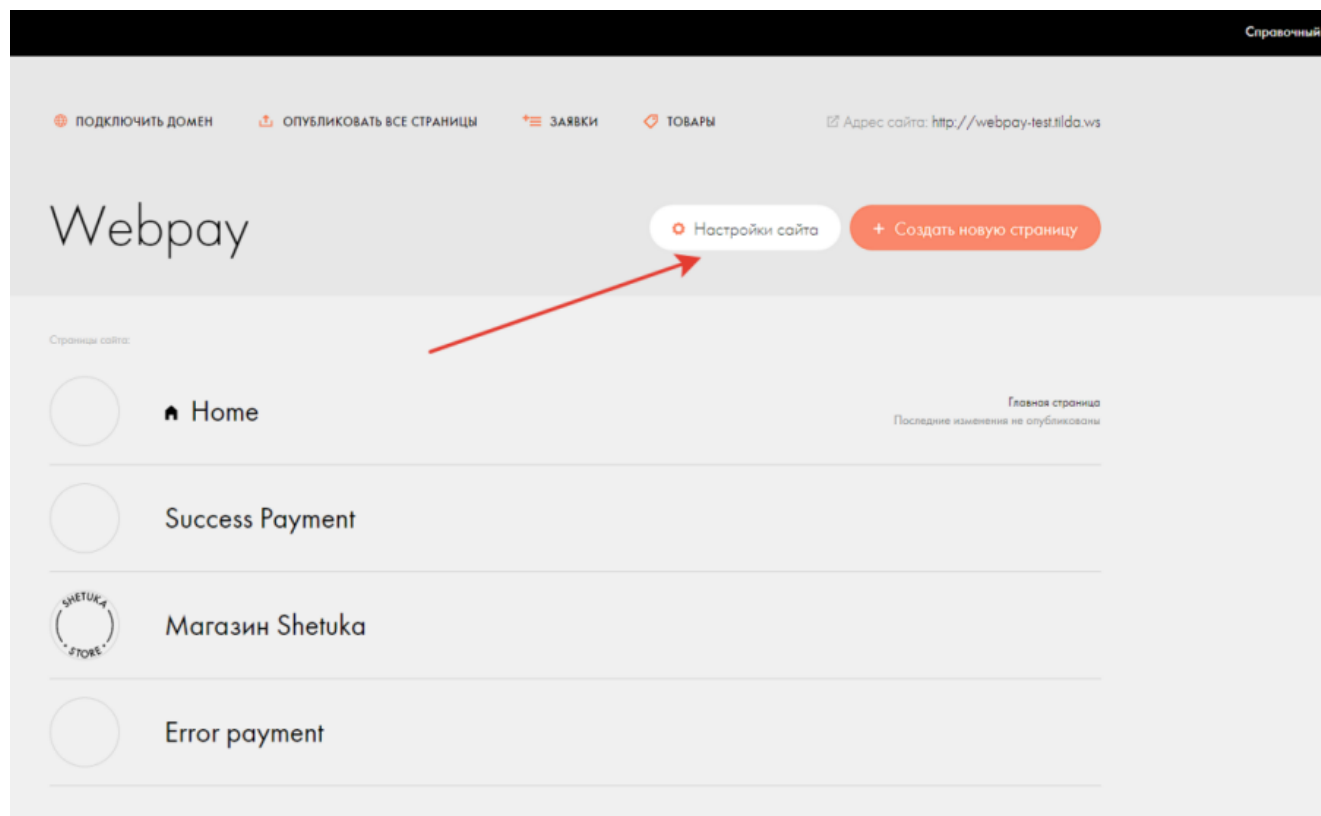 Справочный
ПОДКЛЮЧИТЬ ДОМЕН ОПУБЛИКОВАТЬ ВСЕ СТРАНИЦЫ ЗАЯВКИ ТОВАРЫ Адрес сайта: http://webpay-test.tilda.ws
Webpay Настройки сайта + Создать новую страницу
Страницы сайта:
Home
Главная страница
Последние изменения не опубликованы
Success Payment
SHETUKA
STORE
Магазин Shetuka
Error payment